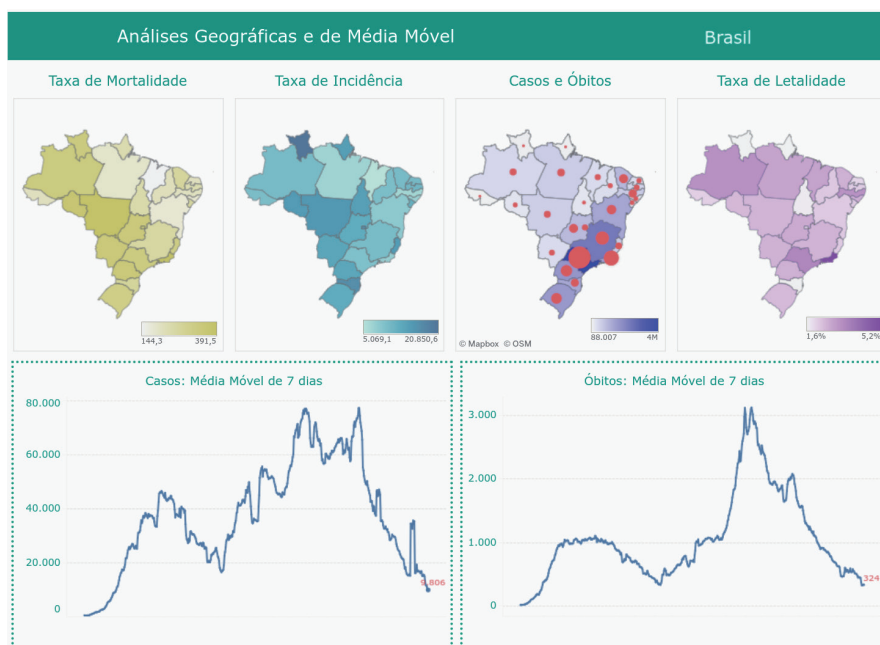 Análises Geográficas e de Média Móvel
Brasil
Taxa de Mortalidade
Taxa de Incidência
Casos e Óbitos
Taxa de Letalidade
144,3 391,5
5.069,1 20.850,6
© Mapbox © OSM
88.007 4M
1,6% 5,2%
Casos: Média Móvel de 7 dias
80.000
60.000
40.000
20.000
0
9.806
Óbitos: Média Móvel de 7 dias
3.000
2.000
1.000
0
324